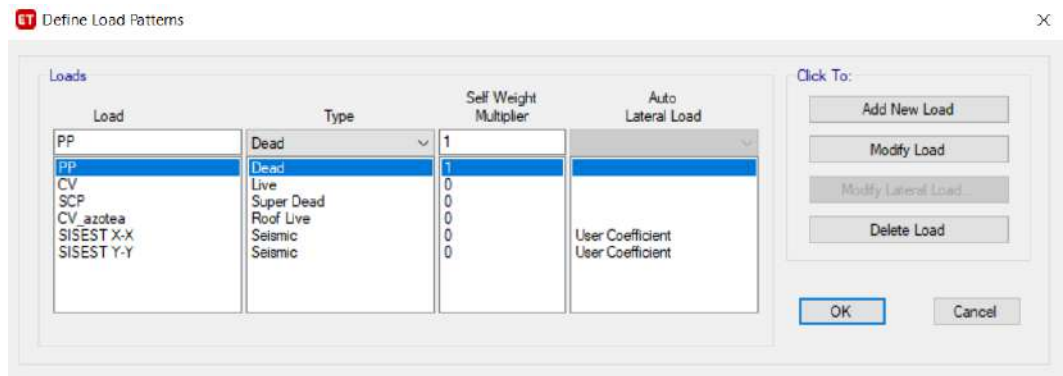 ET Define Load Patterns
Loads
Click To:
Load Type Self Weight Multiplier Auto Lateral Load
PP Dead 1
PP Dead 1
CV Live 0
SCP Super Dead 0
CV_azotea Roof Live 0
SISEST X-X Seismic 0 User Coefficient
SISEST Y-Y Seismic 0 User Coefficient
Add New Load
Modify Load
Modify Lateral Load...
Delete Load
OK Cancel